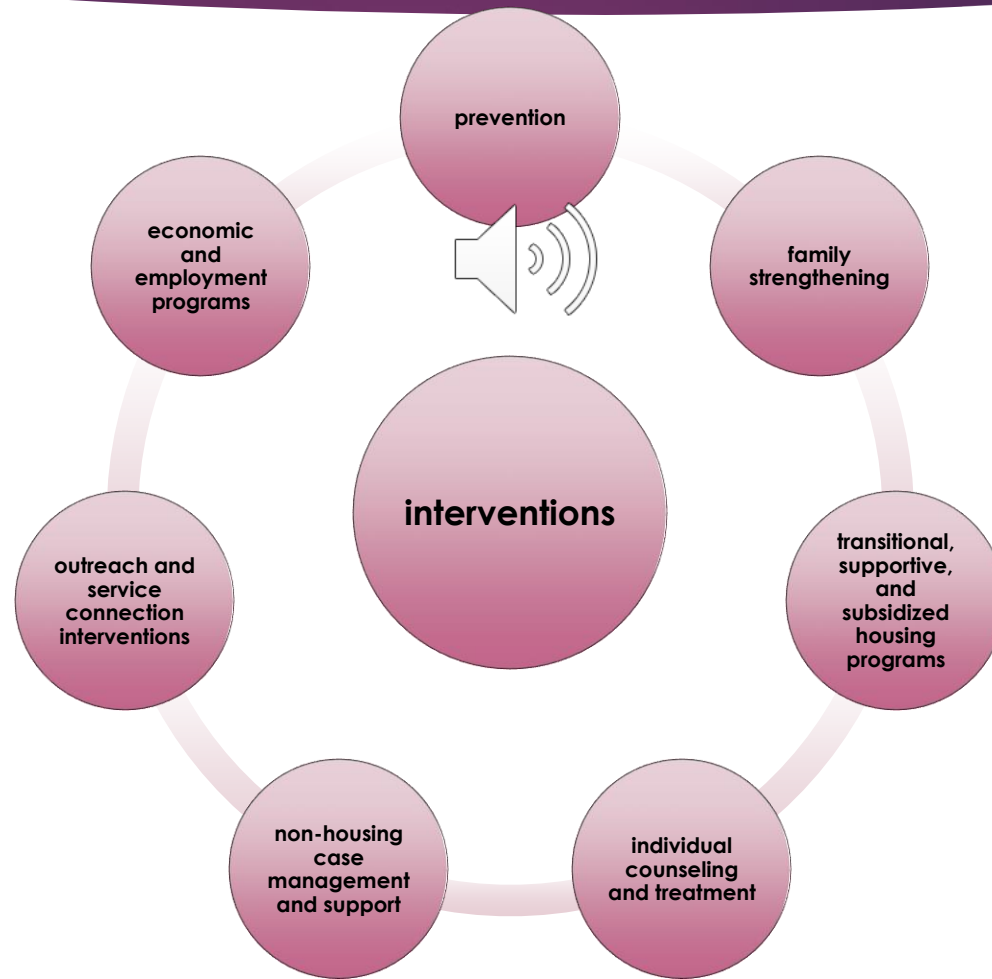 prevention
family
strengthening
transitional,
supportive,
and
subsidized
housing
programs
individual
counseling
and treatment
non-housing
case
management
and support
outreach and
service
connection
interventions
economic
and
employment
programs
interventions